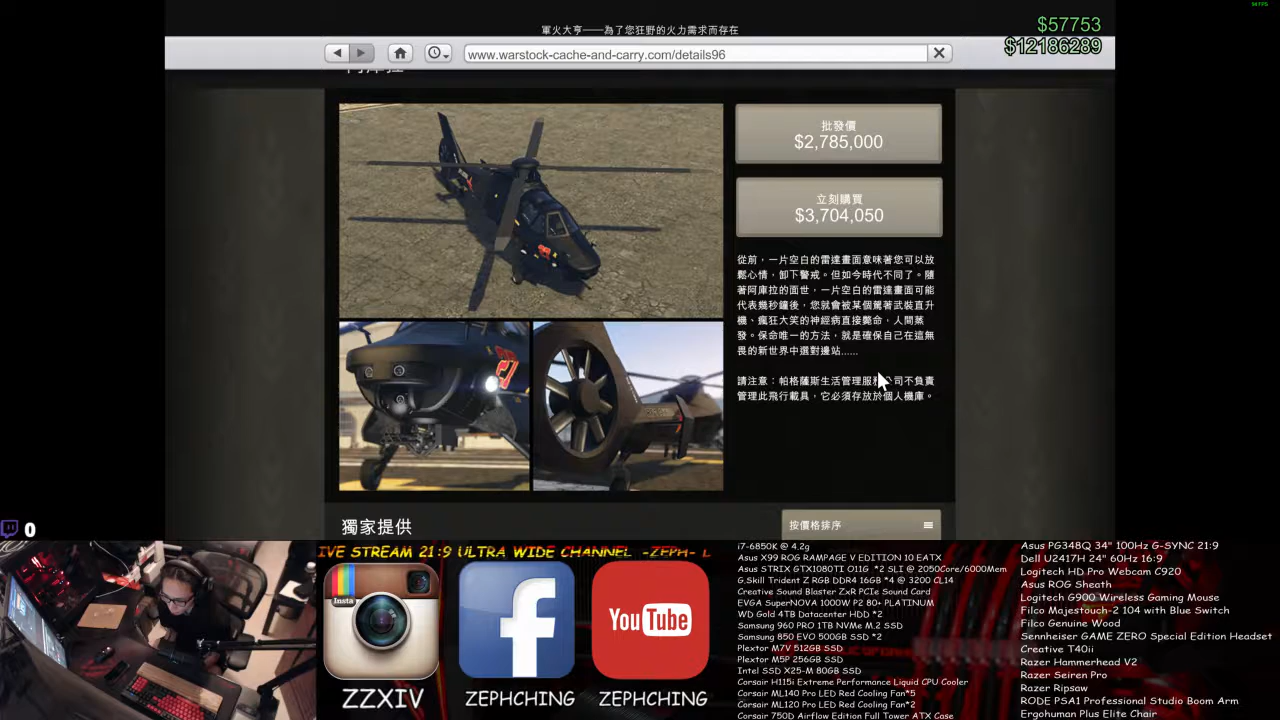 94 FPS
$57753
$12186289
軍火大亨——為了您狂野的火力需求而存在
www.warstock-cache-and-carry.com/details96
批發價
$2,785,000
立刻購買
$3,704,050
從前，一片空白的雷達畫面意味著您可以放
鬆心情，卸下警戒。但如今時代不同了。隨
著阿庫拉的面世，一片空白的雷達畫面可能
代表幾秒鐘後，您就會被某個駕著武裝直升
機、瘋狂大笑的神經病直接斃命，人間蒸
發。保命唯一的方法，就是確保自己在這無
畏的新世界中選對邊站……
請注意：帕格薩斯生活管理服務公司不負責
管理此飛行載具，它必須存放於個人機庫。
27
獨家提供
按價格排序
0
IVE STREAM 21:9 ULTRA WIDE CHANNEL -ZEPH- L
Insta
You Tube
ZZXIV
ZEPHCHING
ZEPHCHING
i7-6850K @ 4.2g
Asus X99 ROG RAMPAGE V EDITION 10 EATX
Asus STRIX GTX1080TI O11G *2 SLI @ 2050Core/6000Mem
G.Skill Trident Z RGB DDR4 16GB *4 @ 3200 CL14
Creative Sound Blaster ZxR PCIe Sound Card
EVGA SuperNOVA 1000W P2 80+ PLATINUM
WD Gold 4TB Datacenter HDD *2
Samsung 960 PRO 1TB NVMe M.2 SSD
Samsung 850 EVO 500GB SSD *2
Plextor M7V 512GB SSD
Plextor M5P 256GB SSD
Intel SSD X25-M 80GB SSD
Corsair H115i Extreme Performance Liquid CPU Cooler
Corsair ML140 Pro LED Red Cooling Fan*5
Corsair ML120 Pro LED Red Cooling Fan*2
Corsair 750D Airflow Edition Full Tower ATX Case
Asus PG348Q 34" 100Hz G-SYNC 21:9
Dell U2417H 24" 60Hz 16:9
Logitech HD Pro Webcam C920
Asus ROG Sheath
Logitech G900 Wireless Gaming Mouse
Filco Majestouch-2 104 with Blue Switch
Filco Genuine Wood
Sennheiser GAME ZERO Special Edition Headset
Creative T40ii
Razer Hammerhead V2
Razer Seiren Pro
Razer Ripsaw
RODE PSA1 Professional Studio Boom Arm
Ergohuman Plus Elite Chair